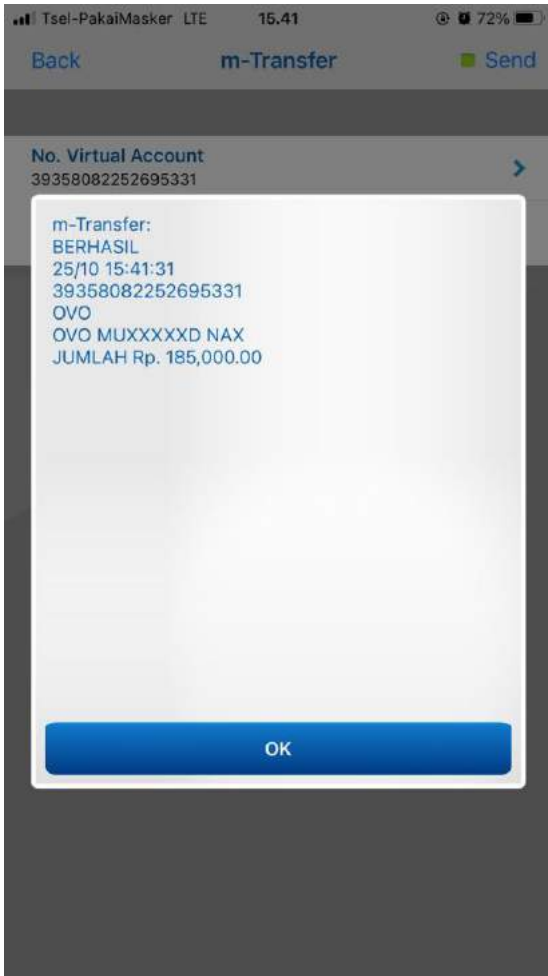 Tsel-PakaiMasker LTE 15.41 72%
Back m-Transfer Send
No. Virtual Account
39358082252695331
m-Transfer:
BERHASIL
25/10 15:41:31
39358082252695331
OVO
OVO MUXXXXXD NAX
JUMLAH Rp. 185,000.00
OK